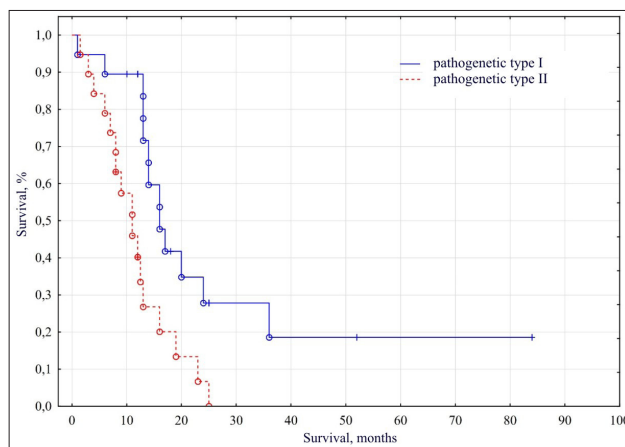 1,0
0,9
0,8
0,7
0,6
0,5
0,4
0,3
0,2
0,1
0,0
Survival, %
pathogenetic type I
pathogenetic type II
0 10 20 30 40 50 60 70 80 90 100
Survival, months